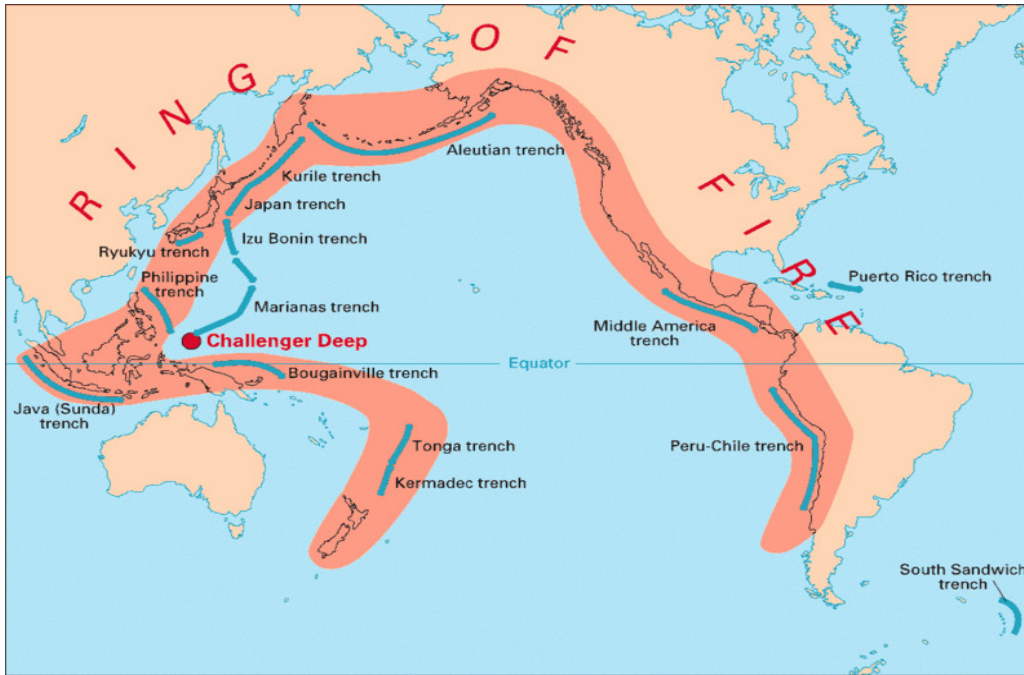 RING OF FIRE
Aleutian trench
Kurile trench
Japan trench
Izu Bonin trench
Ryukyu trench
Philippine
trench
Marianas trench
Challenger Deep
Puerto Rico trench
Middle America
trench
Equator
Bougainville trench
Java (Sunda)
trench
Tonga trench
Kermadec trench
Peru-Chile trench
South Sandwich
trench